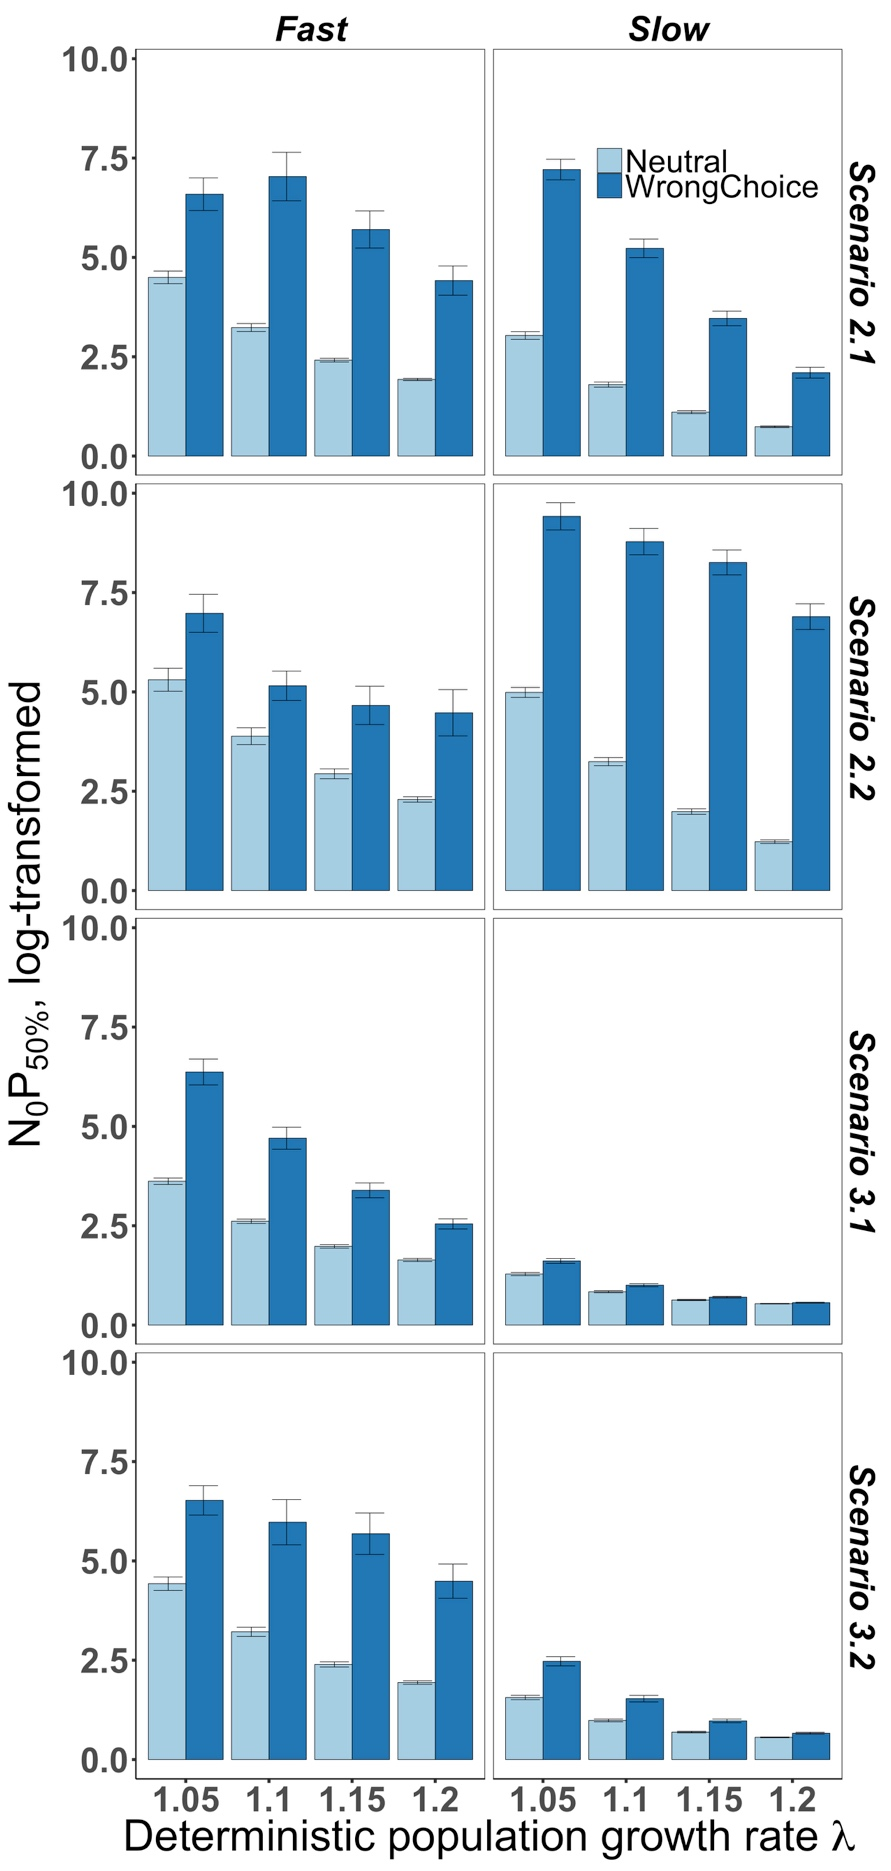 Fast
Slow
10.0
7.5
5.0
2.5
0.0
Neutral
WrongChoice
Scenario 2.1
10.0
7.5
5.0
2.5
0.0
Scenario 2.2
10.0
7.5
5.0
2.5
0.0
Scenario 3.1
10.0
7.5
5.0
2.5
0.0
Scenario 3.2
N₀P₅₀%, log-transformed
1.05 1.1 1.15 1.2
1.05 1.1 1.15 1.2
Deterministic population growth rate λ